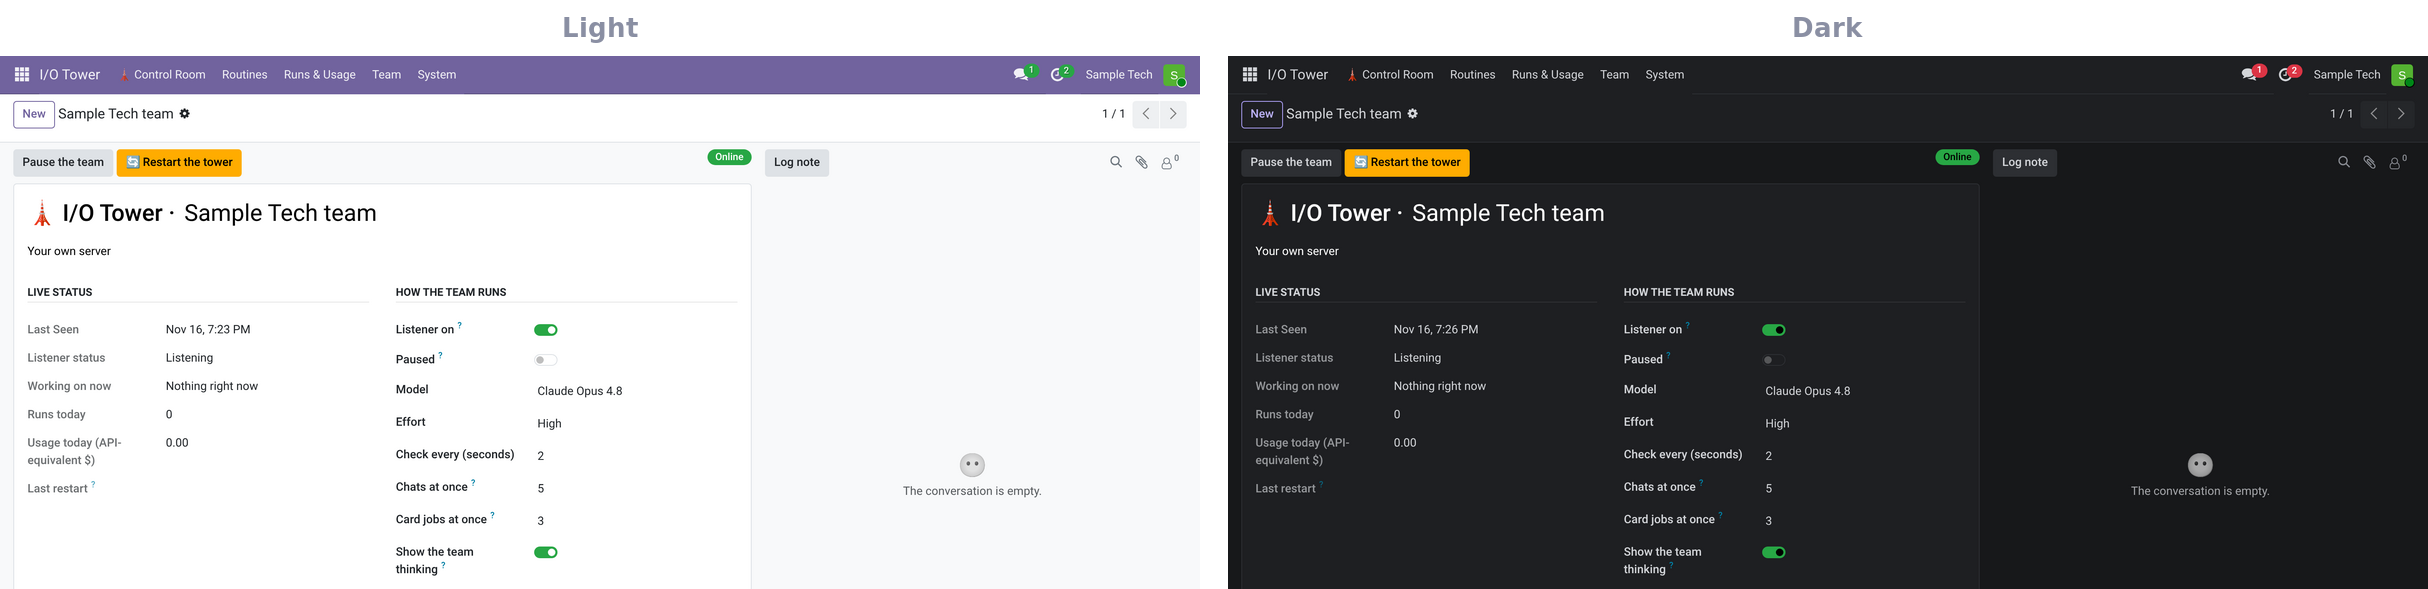 Light
I/O Tower Control Room Routines Runs & Usage Team System 1 2 Sample Tech S
New Sample Tech team 1 / 1
Pause the team Restart the tower Online Log note 0
I/O Tower · Sample Tech team
Your own server
LIVE STATUS
Last Seen Nov 16, 7:23 PM
Listener status Listening
Working on now Nothing right now
Runs today 0
Usage today (API-
equivalent $) 0.00
Last restart ?
HOW THE TEAM RUNS
Listener on ?
Paused ?
Model Claude Opus 4.8
Effort High
Check every (seconds) 2
Chats at once ? 5
Card jobs at once ? 3
Show the team
thinking ?
The conversation is empty.
Dark
I/O Tower Control Room Routines Runs & Usage Team System 1 2 Sample Tech S
New Sample Tech team 1 / 1
Pause the team Restart the tower Online Log note 0
I/O Tower · Sample Tech team
Your own server
LIVE STATUS
Last Seen Nov 16, 7:26 PM
Listener status Listening
Working on now Nothing right now
Runs today 0
Usage today (API-
equivalent $) 0.00
Last restart ?
HOW THE TEAM RUNS
Listener on ?
Paused ?
Model Claude Opus 4.8
Effort High
Check every (seconds) 2
Chats at once ? 5
Card jobs at once ? 3
Show the team
thinking ?
The conversation is empty.